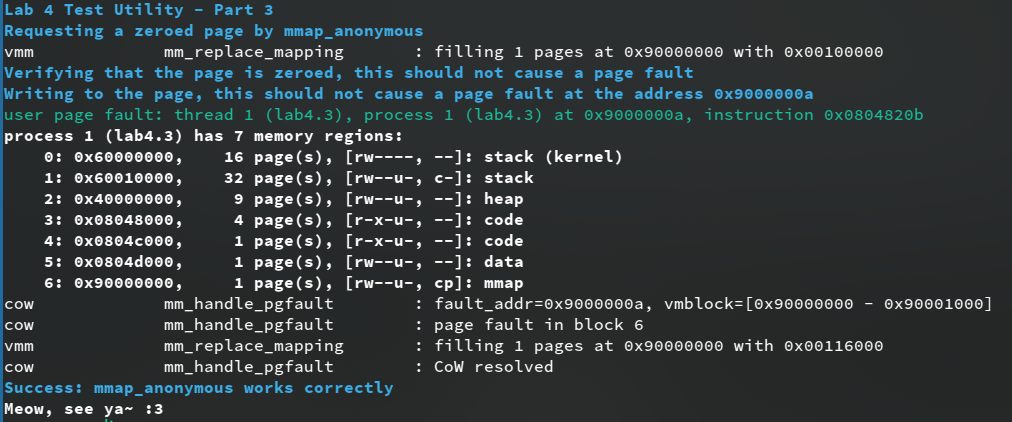 Lab 4 Test Utility - Part 3
Requesting a zeroed page by mmap_anonymous
vmm mm_replace_mapping : filling 1 pages at 0x90000000 with 0x00100000
Verifying that the page is zeroed, this should not cause a page fault
Writing to the page, this should not cause a page fault at the address 0x9000000a
user page fault: thread 1 (lab4.3), process 1 (lab4.3) at 0x9000000a, instruction 0x0804820b
process 1 (lab4.3) has 7 memory regions:
0: 0x60000000, 16 page(s), [rw----, --]: stack (kernel)
1: 0x60010000, 32 page(s), [rw--u-, c-]: stack
2: 0x40000000, 9 page(s), [rw--u-, --]: heap
3: 0x08048000, 4 page(s), [r-x-u-, --]: code
4: 0x0804c000, 1 page(s), [r-x-u-, --]: code
5: 0x0804d000, 1 page(s), [rw--u-, --]: data
6: 0x90000000, 1 page(s), [rw--u-, cp]: mmap
cow mm_handle_pgfault : fault_addr=0x9000000a, vmblock=[0x90000000 - 0x90001000]
cow mm_handle_pgfault : page fault in block 6
vmm mm_replace_mapping : filling 1 pages at 0x90000000 with 0x00116000
cow mm_handle_pgfault : CoW resolved
Success: mmap_anonymous works correctly
Meow, see ya~ :3